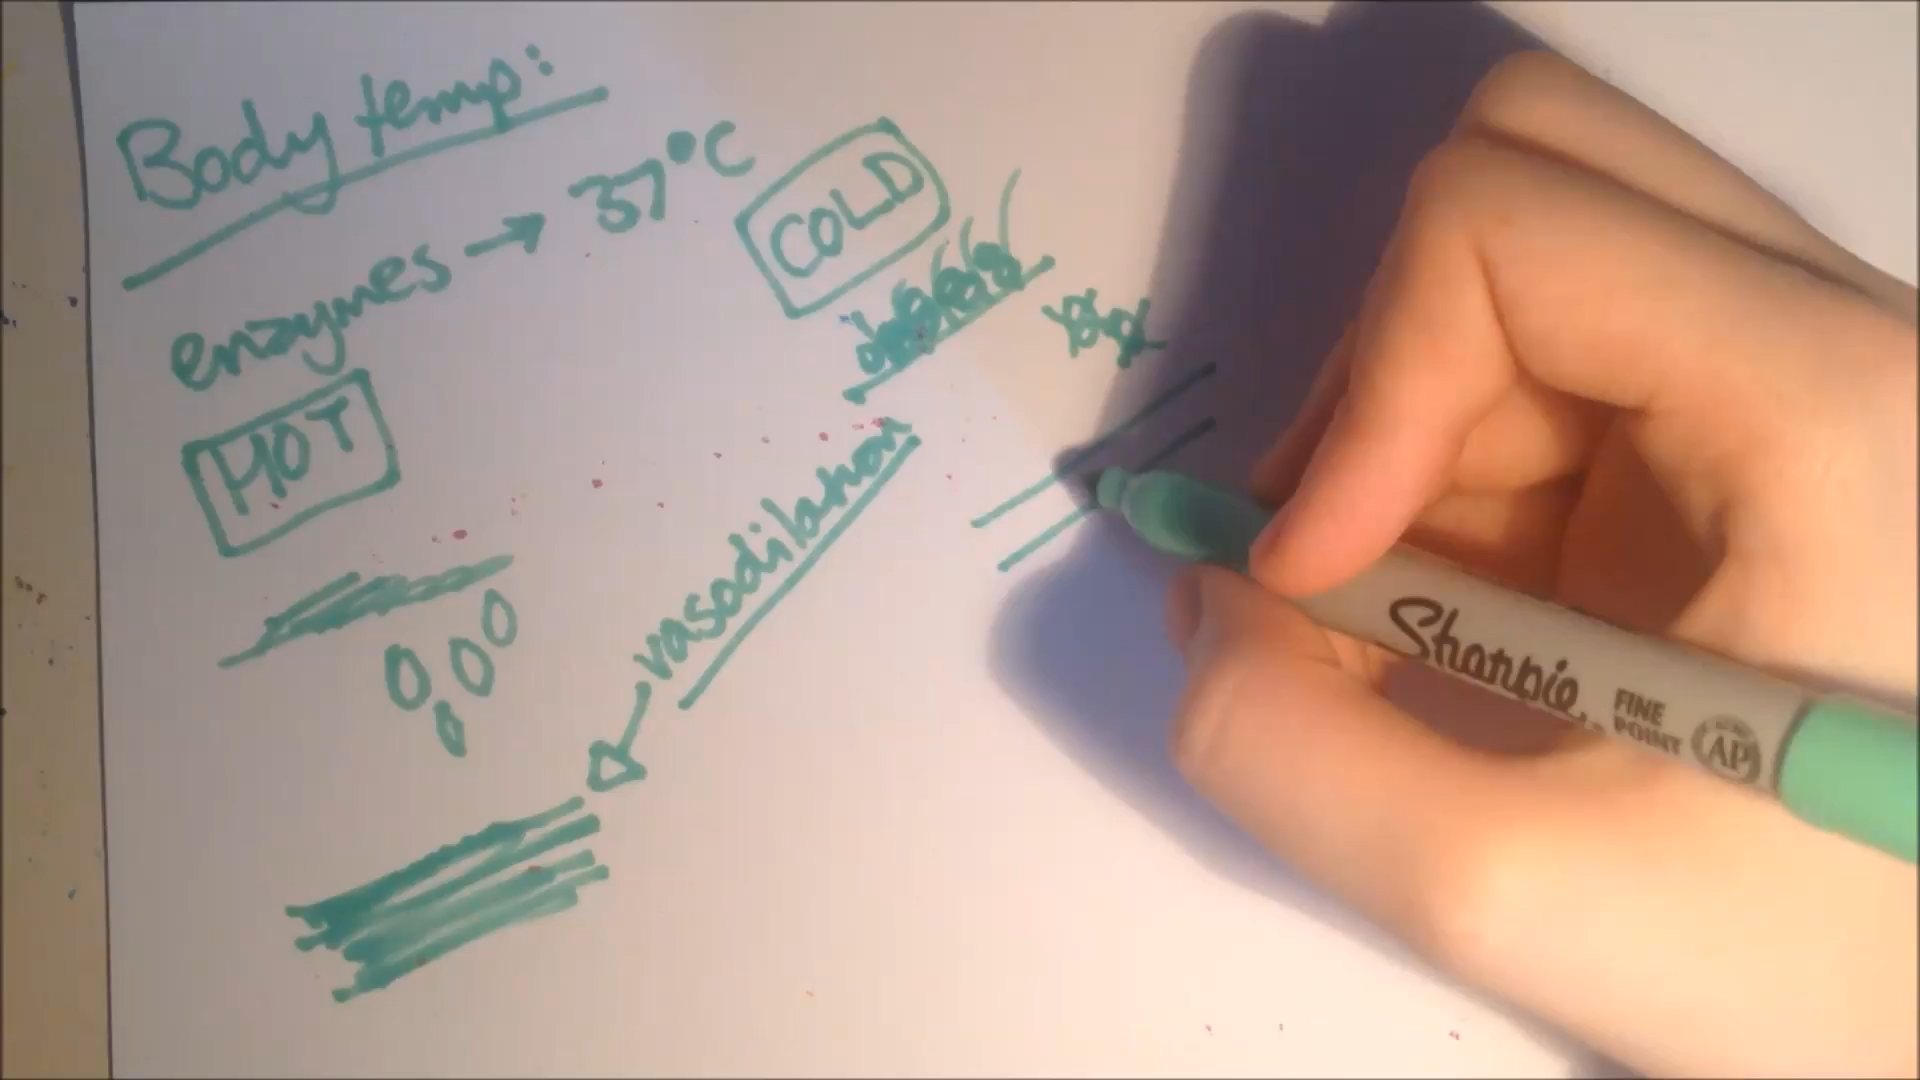 Body temp:
enzymes → 37°C
COLD
HOT
vasodilation
Sharpie
FINE
POINT
AP